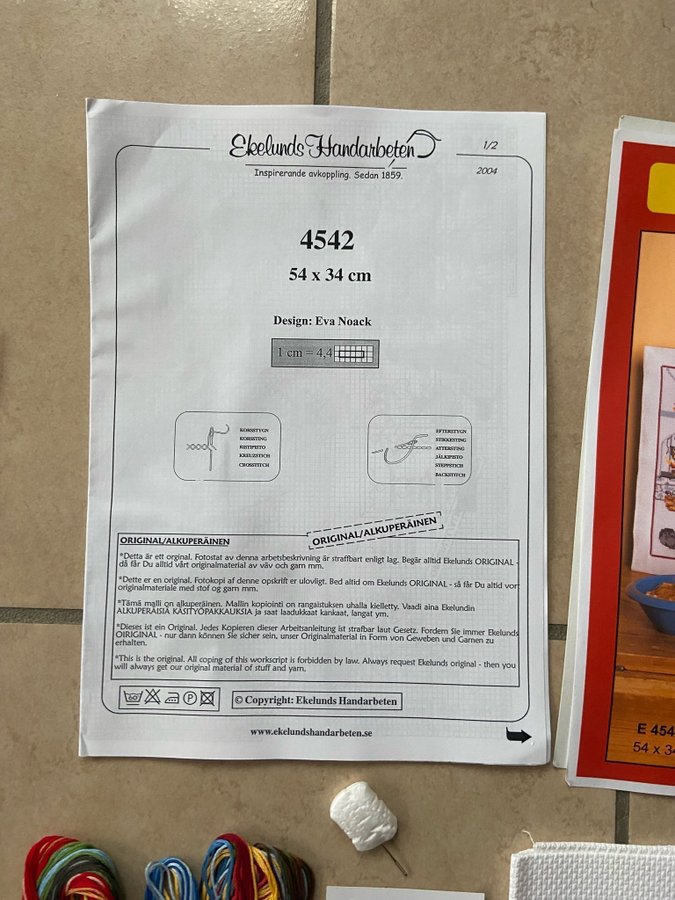 Ekelunds Handarbeten
Inspirerande avkoppling. Sedan 1859.
1/2
2004
4542
54 x 34 cm
Design: Eva Noack
1 cm = 4,4
KORSSTYGN
KORSSTING
RISTIPISTO
KREUZSTICH
CROSSTITCH
EFTERSTYGN
STIKKESTING
ATTERSTING
JÄLKIPISTO
STEPPSTICH
BACKSTITCH
ORIGINAL/ALKUPERÄINEN
ORIGINAL/ALKUPERÄINEN
*Detta är ett orginal. Fotostat av denna arbetsbeskrivning är straffbart enligt lag. Begär alltid Ekelunds ORIGINAL -
då får Du alltid vårt originalmaterial av väv och garn mm.
*Dette er en original. Fotokopi af denne opskrift er ulovligt. Bed altid om Ekelunds ORIGINAL - så får Du altid vor
originalmateriale med stof og garn mm.
*Tämä malli on alkuperäinen. Mallin kopiointi on rangaistuksen uhalla kielletty. Vaadi aina Ekelundin
ALKUPERÄISIÄ KÄSITYÖPAKKAUKSIA ja saat laadukkaat kankaat, langat ym.
*Dieses ist ein Original. Jedes Kopieren dieser Arbeitsanleitung ist strafbar laut Gesetz. Fordern Sie immer Ekelunds
ORIGINAL - nur dann können Sie sicher sein, unser Originalmaterial in Form von Geweben und Garnen zu
erhalten.
*This is the original. All coping of this workscript is forbidden by law. Always request Ekelunds original - then you
will always get our original material of stuff and yarn.
© Copyright: Ekelunds Handarbeten
www.ekelundshandarbeten.se
E 454
54 x 34